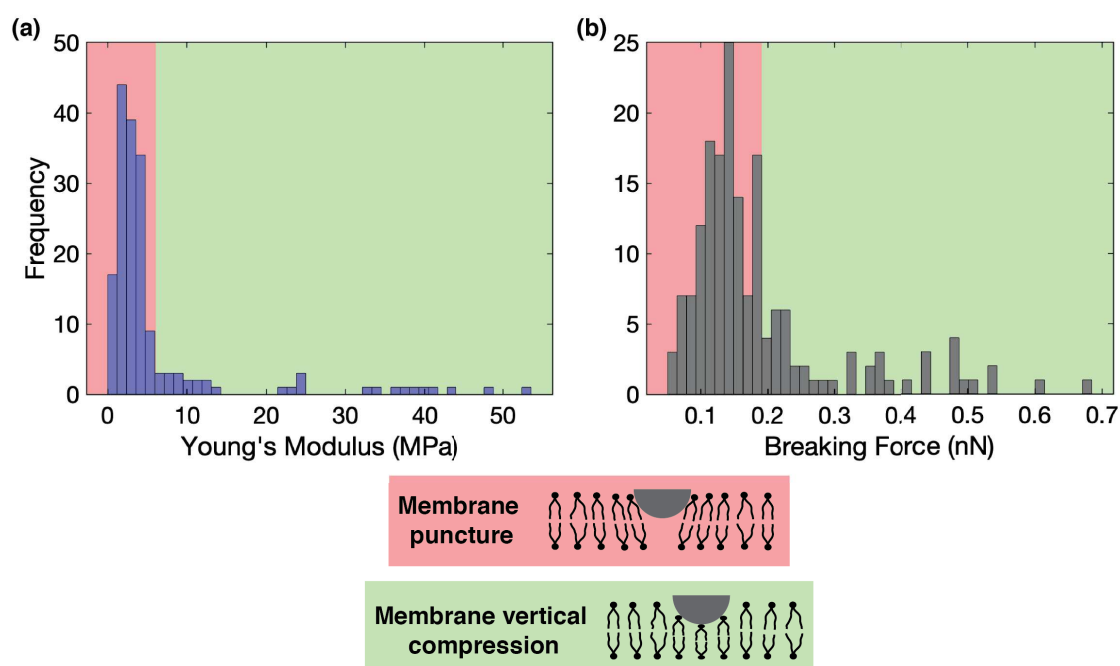 (a)
(b)
50
40
30
20
10
0
Frequency
0 10 20 30 40 50
Young's Modulus (MPa)
25
20
15
10
5
0
0.1 0.2 0.3 0.4 0.5 0.6 0.7
Breaking Force (nN)
Membrane
puncture
Membrane vertical
compression